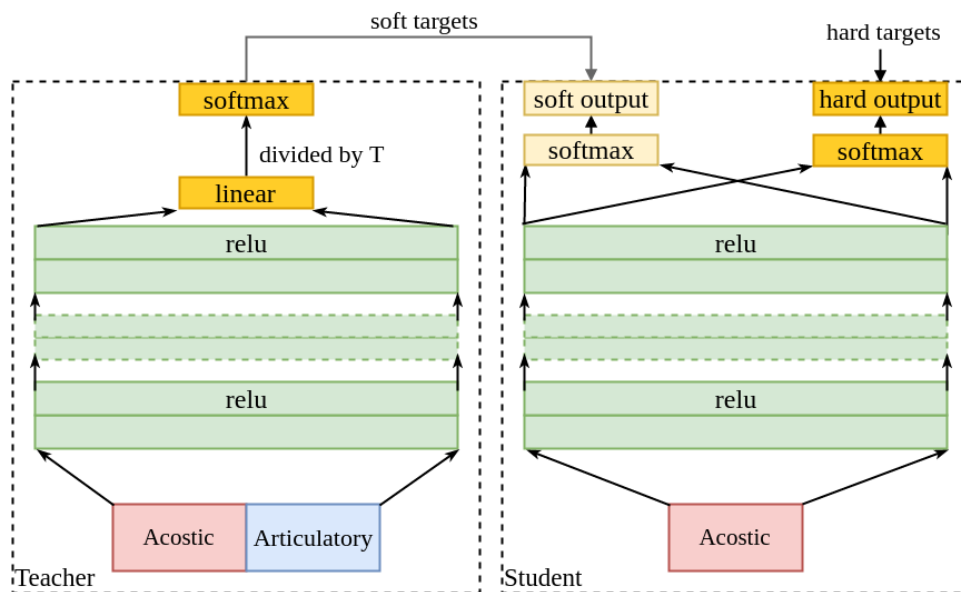 soft targets
hard targets
softmax
soft output
hard output
divided by T
softmax
softmax
linear
relu
relu
relu
relu
Acostic
Articulatory
Acostic
Teacher
Student